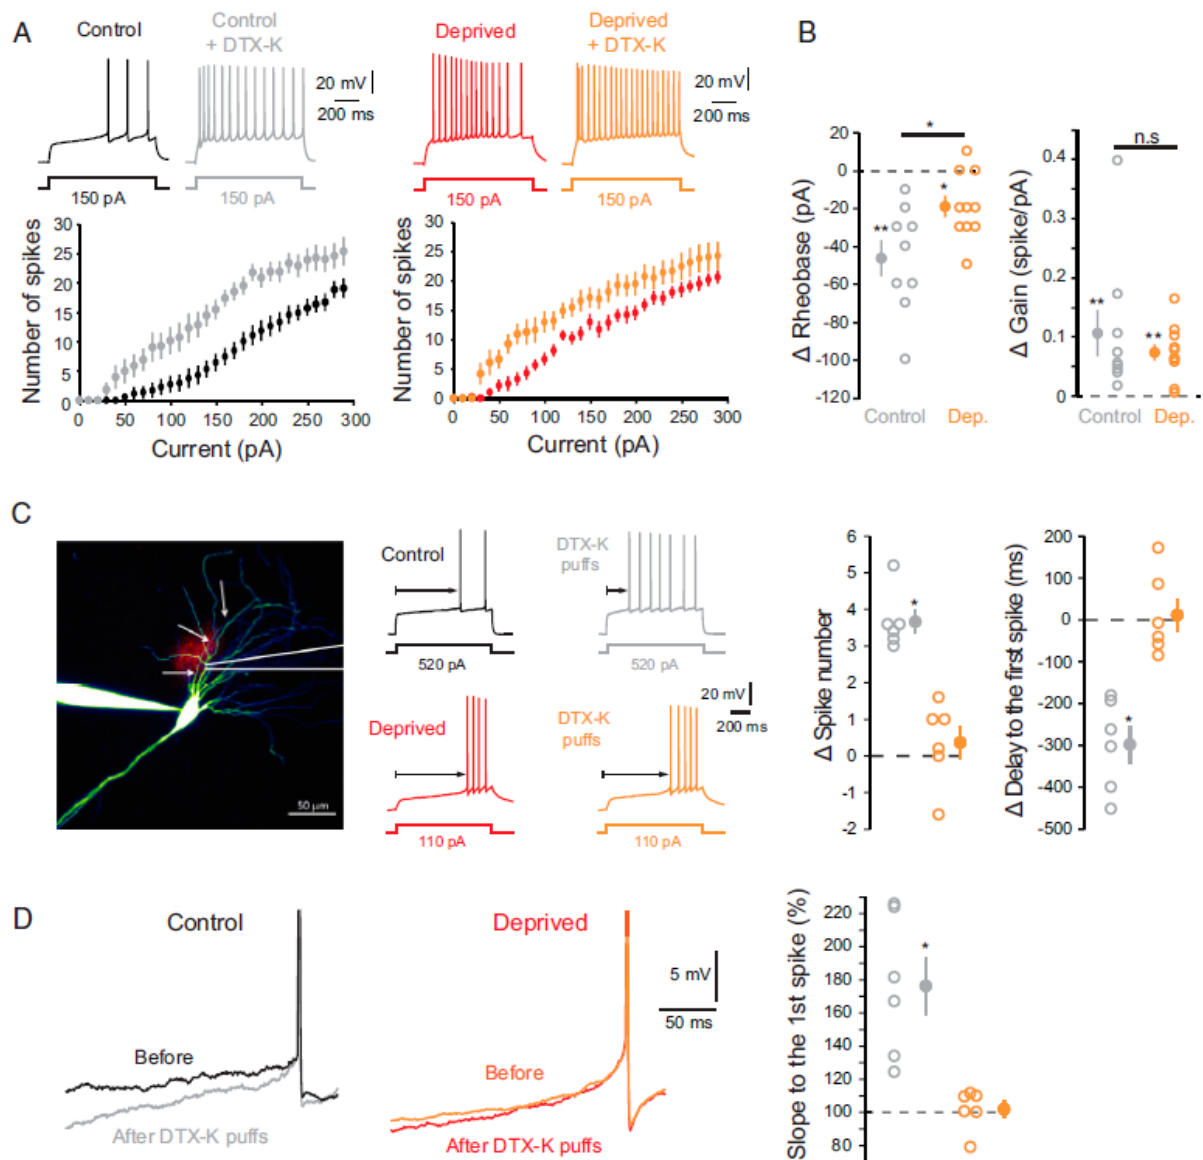 A
Control
Control
+ DTX-K
20 mV
200 ms
150 pA
150 pA
Deprived
Deprived
+ DTX-K
20 mV
200 ms
150 pA
150 pA
Number of spikes
30
25
20
15
10
5
0
0 50 100 150 200 250 300
Current (pA)
Number of spikes
30
25
20
15
10
5
0
0 50 100 150 200 250 300
Current (pA)
B
Δ Rheobase (pA)
20
0
-20
-40
-60
-80
-100
-120
*
**
*
Control Dep.
Δ Gain (spike/pA)
0.4
0.3
0.2
0.1
0
n.s
**
**
Control Dep.
C
50 μm
Control
520 pA
DTX-K
puffs
520 pA
Deprived
110 pA
DTX-K
puffs
110 pA
20 mV
200 ms
Δ Spike number
6
5
4
3
2
1
0
-1
-2
*
Δ Delay to the first spike (ms)
200
100
0
-100
-200
-300
-400
-500
*
D
Control
Before
After DTX-K puffs
Deprived
Before
After DTX-K puffs
5 mV
50 ms
Slope to the 1st spike (%)
220
200
180
160
140
120
100
80
*